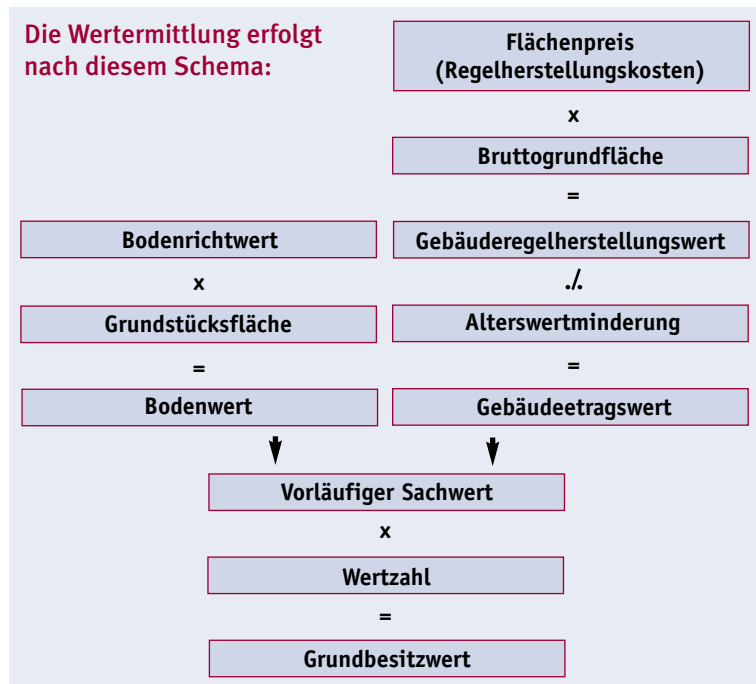 Die Wertermittlung erfolgt
nach diesem Schema:
Flächenpreis
(Regelherstellungskosten)
x
Bruttogrundfläche
=
Bodenrichtwert
Gebäuderegelherstellungswert
x
./.
Grundstücksfläche
Alterswertminderung
=
=
Bodenwert
Gebäudeetragswert
Vorläufiger Sachwert
x
Wertzahl
=
Grundbesitzwert